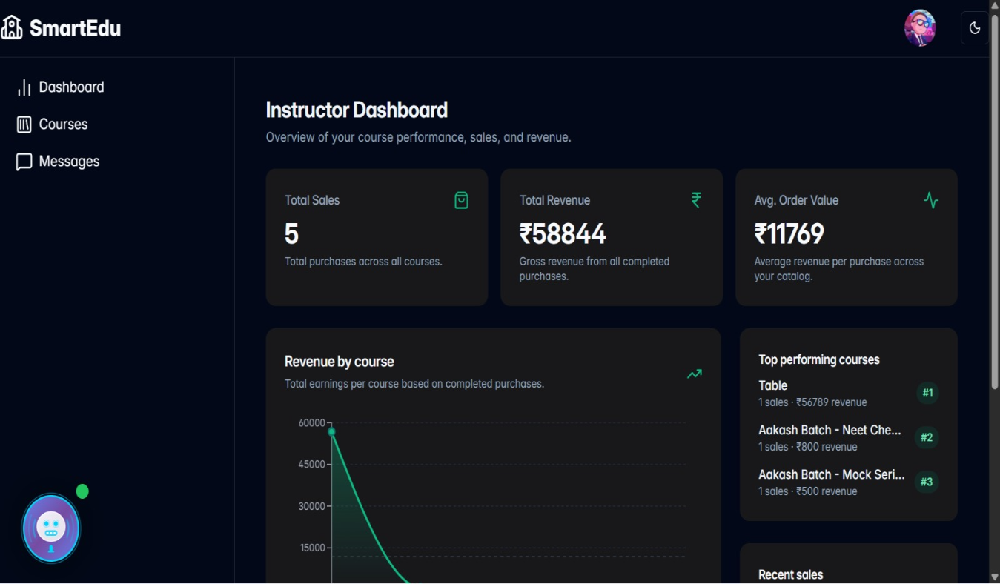 SmartEdu
Dashboard
Courses
Messages
Instructor Dashboard
Overview of your course performance, sales, and revenue.
Total Sales
5
Total purchases across all courses.
Total Revenue
₹58844
Gross revenue from all completed
purchases.
Avg. Order Value
₹11769
Average revenue per purchase across
your catalog.
Revenue by course
Total earnings per course based on completed purchases.
60000
45000
30000
15000
Top performing courses
Table
1 sales · ₹56789 revenue
#1
Aakash Batch - Neet Che...
1 sales · ₹800 revenue
#2
Aakash Batch - Mock Seri...
1 sales · ₹500 revenue
#3
Recent sales